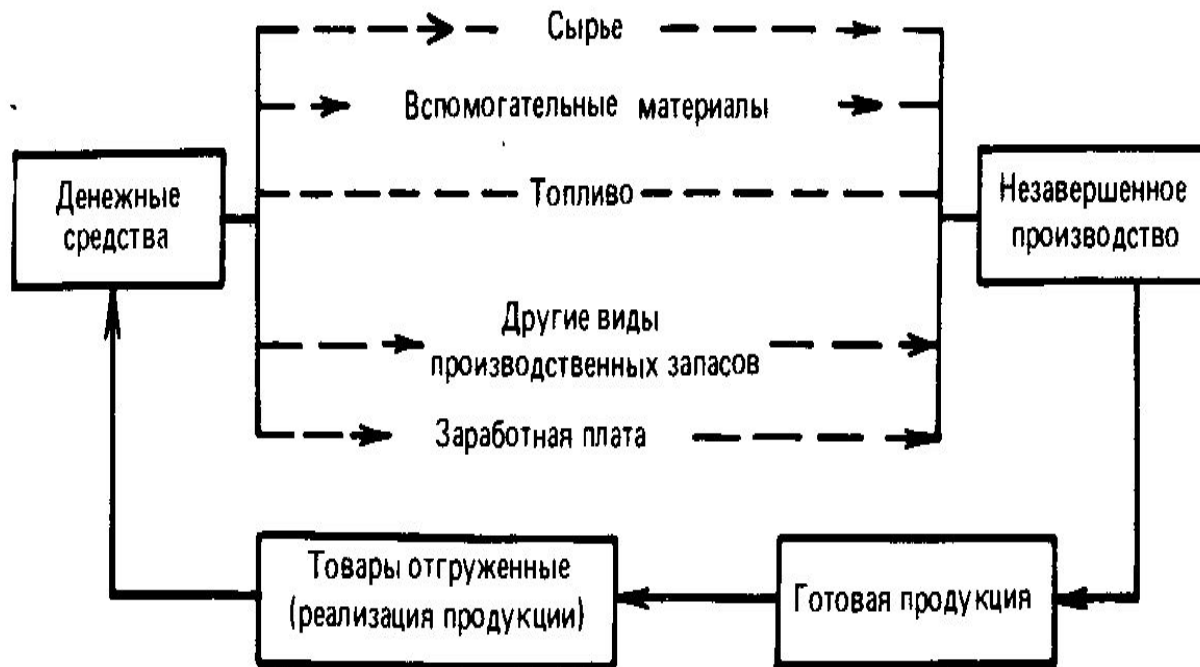 Сырье
Вспомогательные материалы
Денежные
средства
Топливо
Незавершенное
производство
Другие виды
производственных запасов
Заработная плата
Товары отгруженные
(реализация продукции)
Готовая продукция